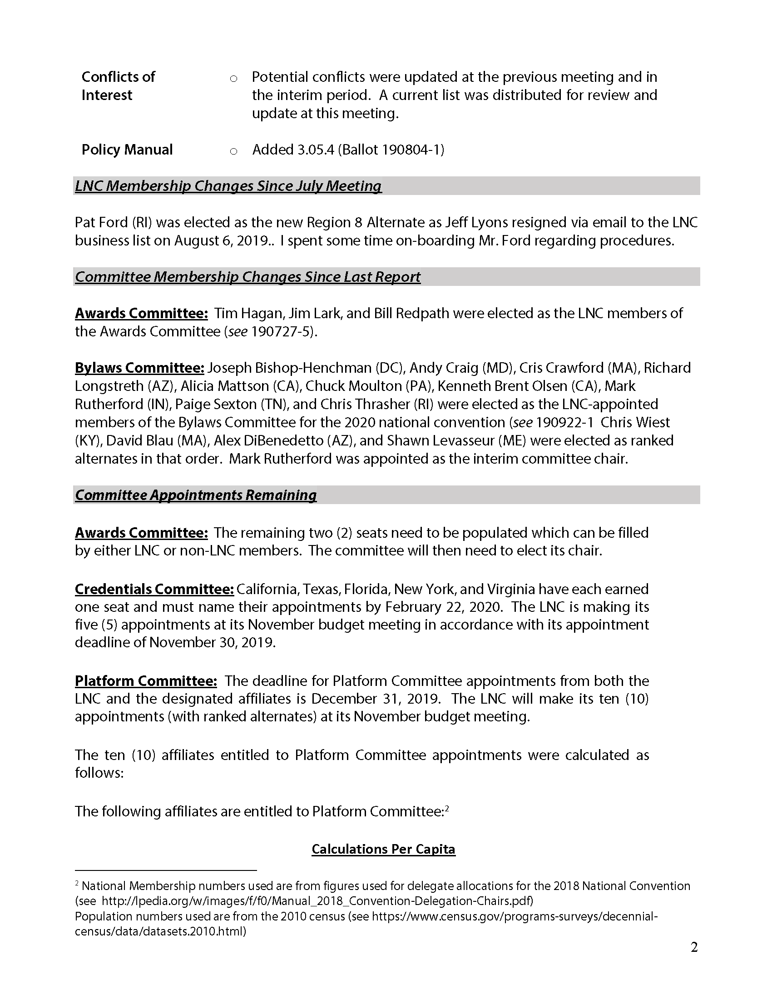 Conflicts of Interest
○ Potential conflicts were updated at the previous meeting and in
the interim period.  A current list was distributed for review and
update at this meeting.
Policy Manual
○ Added 3.05.4 (Ballot 190804-1)
LNC Membership Changes Since July Meeting
Pat Ford (RI) was elected as the new Region 8 Alternate as Jeff Lyons resigned via email to the LNC
business list on August 6, 2019..  I spent some time on-boarding Mr. Ford regarding procedures.
Committee Membership Changes Since Last Report
Awards Committee:  Tim Hagan, Jim Lark, and Bill Redpath were elected as the LNC members of
the Awards Committee (see 190727-5).
Bylaws Committee: Joseph Bishop-Henchman (DC), Andy Craig (MD), Cris Crawford (MA), Richard
Longstreth (AZ), Alicia Mattson (CA), Chuck Moulton (PA), Kenneth Brent Olsen (CA), Mark
Rutherford (IN), Paige Sexton (TN), and Chris Thrasher (RI) were elected as the LNC-appointed
members of the Bylaws Committee for the 2020 national convention (see 190922-1  Chris Wiest
(KY), David Blau (MA), Alex DiBenedetto (AZ), and Shawn Levasseur (ME) were elected as ranked
alternates in that order.  Mark Rutherford was appointed as the interim committee chair.
Committee Appointments Remaining
Awards Committee:  The remaining two (2) seats need to be populated which can be filled
by either LNC or non-LNC members.  The committee will then need to elect its chair.
Credentials Committee: California, Texas, Florida, New York, and Virginia have each earned
one seat and must name their appointments by February 22, 2020.  The LNC is making its
five (5) appointments at its November budget meeting in accordance with its appointment
deadline of November 30, 2019.
Platform Committee:  The deadline for Platform Committee appointments from both the
LNC and the designated affiliates is December 31, 2019.  The LNC will make its ten (10)
appointments (with ranked alternates) at its November budget meeting.
The ten (10) affiliates entitled to Platform Committee appointments were calculated as
follows:
The following affiliates are entitled to Platform Committee:2
Calculations Per Capita
2 National Membership numbers used are from figures used for delegate allocations for the 2018 National Convention
(see  http://lpedia.org/w/images/f/f0/Manual_2018_Convention-Delegation-Chairs.pdf)
Population numbers used are from the 2010 census (see https://www.census.gov/programs-surveys/decennial-
census/data/datasets.2010.html)
2